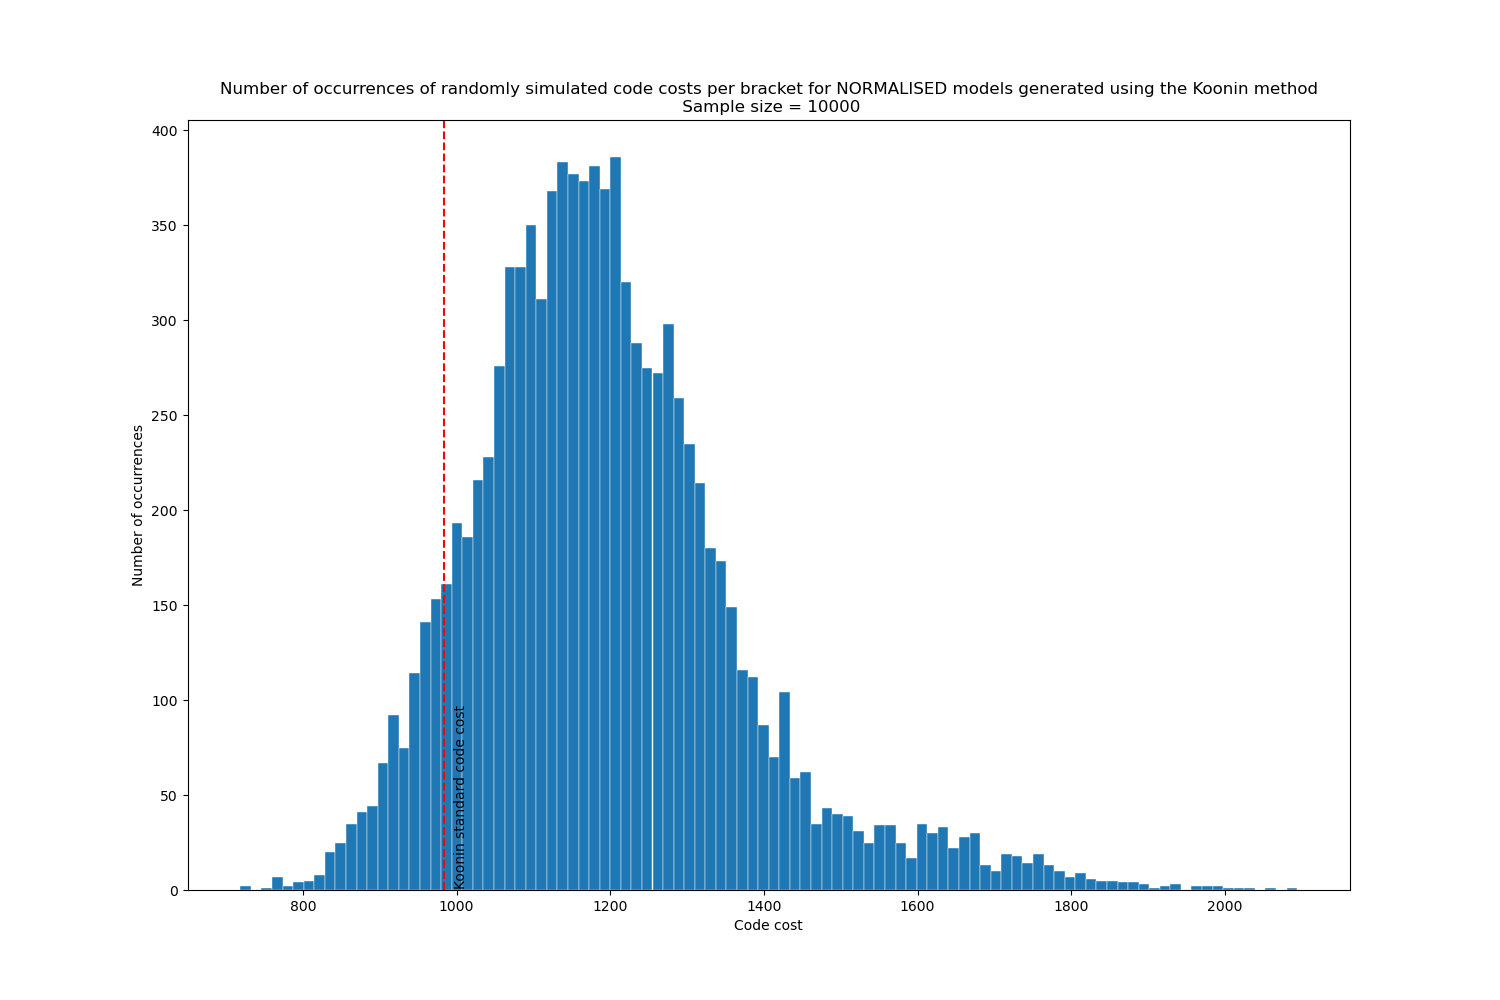 Number of occurrences of randomly simulated code costs per bracket for NORMALISED models generated using the Koonin method
Sample size = 10000
400
350
300
250
200
150
100
50
0
Number of occurrences
Koonin standard code cost
800 1000 1200 1400 1600 1800 2000
Code cost